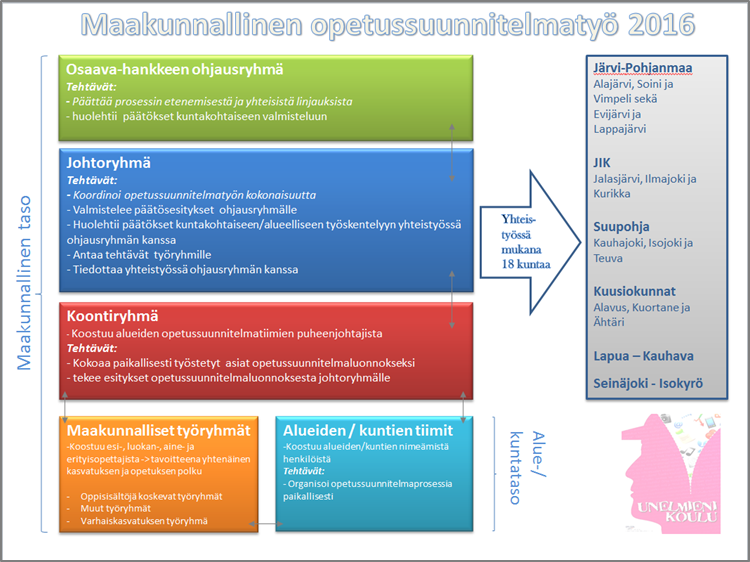 Maakunnallinen opetussuunnitelmatyö 2016
Maakunnallinen taso
Osaava-hankkeen ohjausryhmä
Tehtävät:
- Päättää prosessin etenemisestä ja yhteisistä linjauksista
- huolehtii päätökset kuntakohtaiseen valmisteluun
Johtoryhmä
Tehtävät:
- Koordinoi opetussuunnitelmatyön kokonaisuutta
- Valmistelee päätösesitykset ohjausryhmälle
- Huolehtii päätökset kuntakohtaiseen/alueelliseen työskentelyyn yhteistyössä
ohjausryhmän kanssa
- Antaa tehtävät työryhmille
- Tiedottaa yhteistyössä ohjausryhmän kanssa
Koontiryhmä
- Koostuu alueiden opetussuunnitelmatiimien puheenjohtajista
Tehtävät:
- Kokoaa paikallisesti työstetyt asiat opetussuunnitelmaluonnokseksi
- tekee esitykset opetussuunnitelmaluonnoksesta johtoryhmälle
Maakunnalliset työryhmät
-Koostuu esi-, luokan-, aine- ja
erityisopettajista -> tavoitteena yhtenäinen
kasvatuksen ja opetuksen polku
- Oppisisältöjä koskevat työryhmät
- Muut työryhmät
- Varhaiskasvatuksen työryhmä
Alueiden / kuntien tiimit
-Koostuu alueiden/kuntien nimeämistä
henkilöistä
Tehtävät:
- Organisoi opetussuunnitelmaprosessia
paikallisesti
Alue-/
kuntataso
Yhteis-
työssä
mukana
18 kuntaa
Järvi-Pohjanmaa
Alajärvi, Soini ja
Vimpeli sekä
Evijärvi ja
Lappajärvi
JIK
Jalasjärvi, Ilmajoki ja
Kurikka
Suupohja
Kauhajoki, Isojoki ja
Teuva
Kuusiokunnat
Alavus, Kuortane ja
Ähtäri
Lapua – Kauhava
Seinäjoki - Isokyrö
UNELMIENI
KOULU